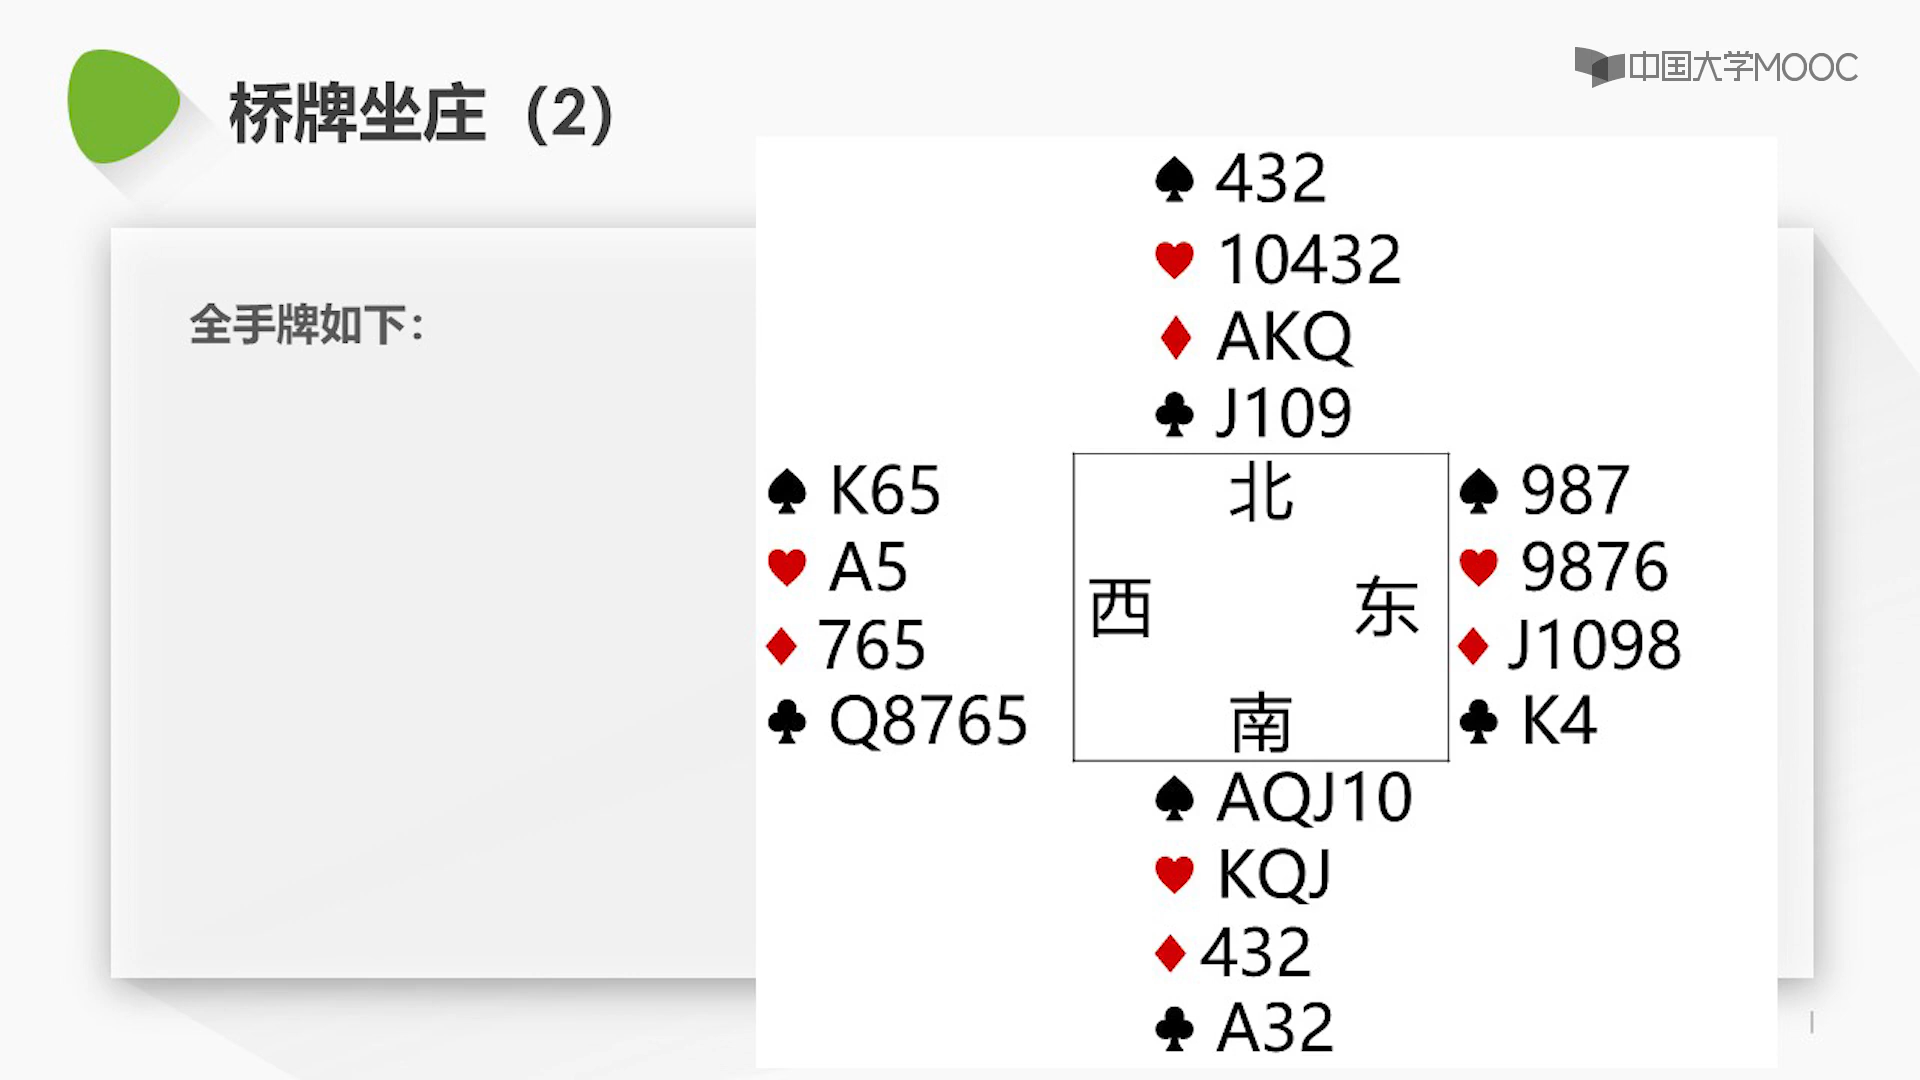 中国大学MOOC
桥牌坐庄（2）
全手牌如下：
♠ 432
♥ 10432
♦ AKQ
♣ J109
♠ K65
♥ A5
♦ 765
♣ Q8765
北
西 东
南
♠ 987
♥ 9876
♦ J1098
♣ K4
♠ AQJ10
♥ KQJ
♦ 432
♣ A32